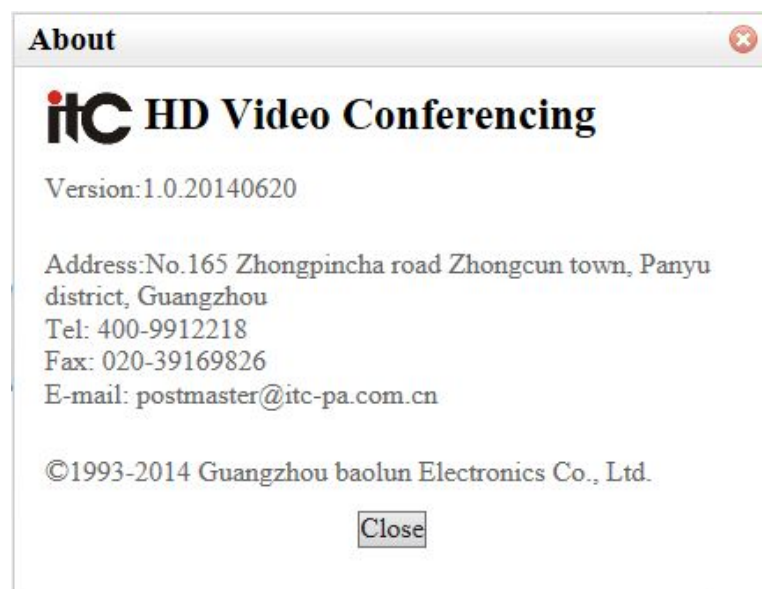 About
itC HD Video Conferencing
Version:1.0.20140620
Address:No.165 Zhongpincha road Zhongcun town, Panyu
district, Guangzhou
Tel: 400-9912218
Fax: 020-39169826
E-mail: postmaster@itc-pa.com.cn
©1993-2014 Guangzhou baolun Electronics Co., Ltd.
Close